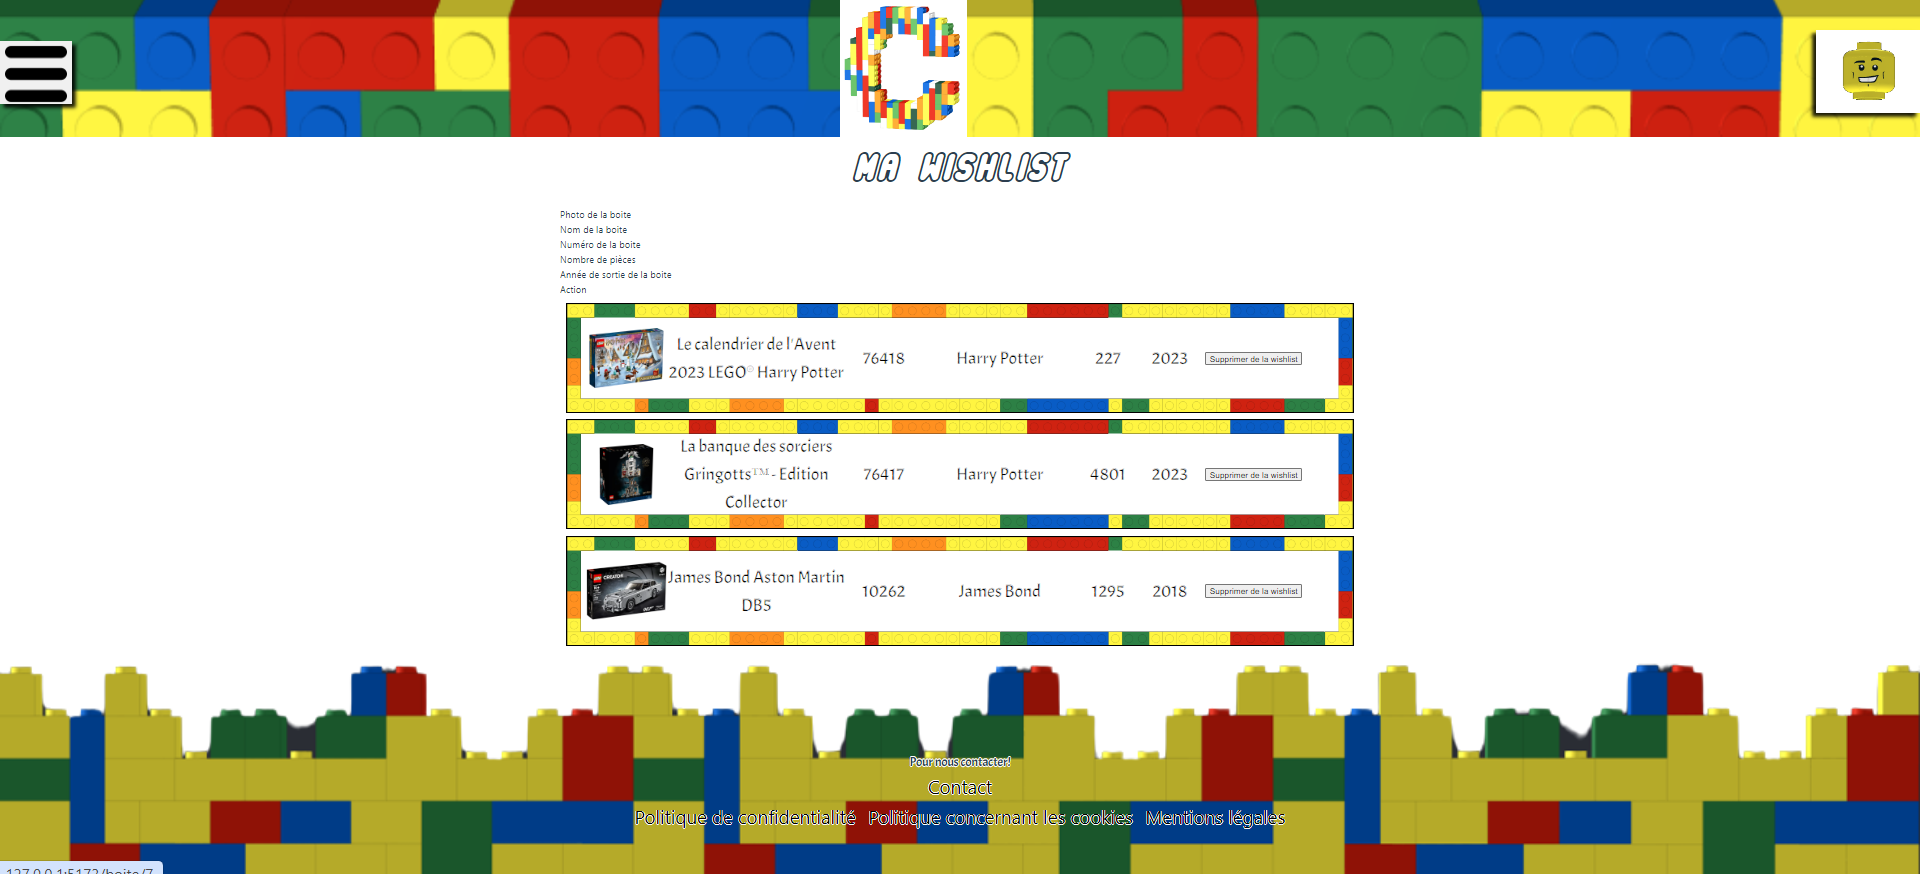 MA WISHLIST
Photo de la boite
Nom de la boite
Numéro de la boite
Nombre de pièces
Année de sortie de la boite
Action
Le calendrier de l'Avent
2023 LEGO® Harry Potter
76418
Harry Potter
227
2023
Supprimer de la wishlist
La banque des sorciers
Gringotts™ - Edition
Collector
76417
Harry Potter
4801
2023
Supprimer de la wishlist
James Bond Aston Martin
DB5
10262
James Bond
1295
2018
Supprimer de la wishlist
Pour nous contacter!
Contact
Politique de confidentialité Politique concernant les cookies Mentions légales
127.0.0.1:5173/boite/7